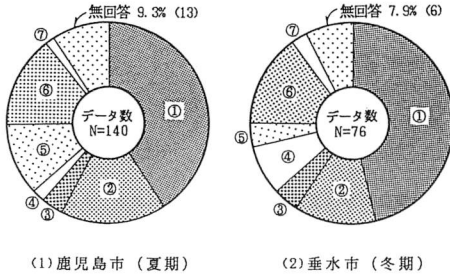 無回答 9.3% (13)
⑦
⑥
①
データ数
N=140
⑤
④
③
②
(1) 鹿児島市 (夏期)
無回答 7.9% (6)
⑦
⑥
①
データ数
N=76
⑤
④
③
②
(2) 垂水市 (冬期)